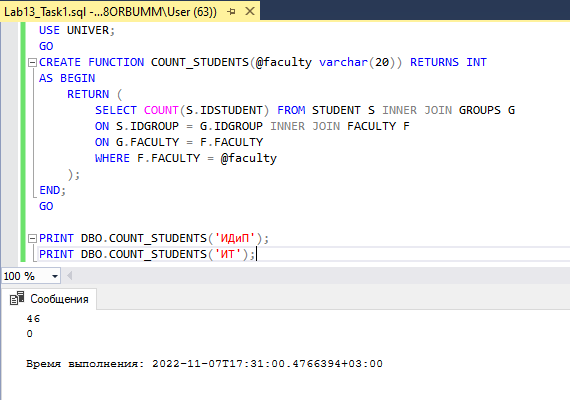 Lab13_Task1.sql -...8ORBUMM\User (63))
USE UNIVER;
GO
CREATE FUNCTION COUNT_STUDENTS(@faculty varchar(20)) RETURNS INT
AS BEGIN
RETURN (
SELECT COUNT(S.IDSTUDENT) FROM STUDENT S INNER JOIN GROUPS G
ON S.IDGROUP = G.IDGROUP INNER JOIN FACULTY F
ON G.FACULTY = F.FACULTY
WHERE F.FACULTY = @faculty
);
END;
GO
PRINT DBO.COUNT_STUDENTS('ИДиП');
PRINT DBO.COUNT_STUDENTS('ИТ');
100 %
Сообщения
46
0
Время выполнения: 2022-11-07T17:31:00.4766394+03:00